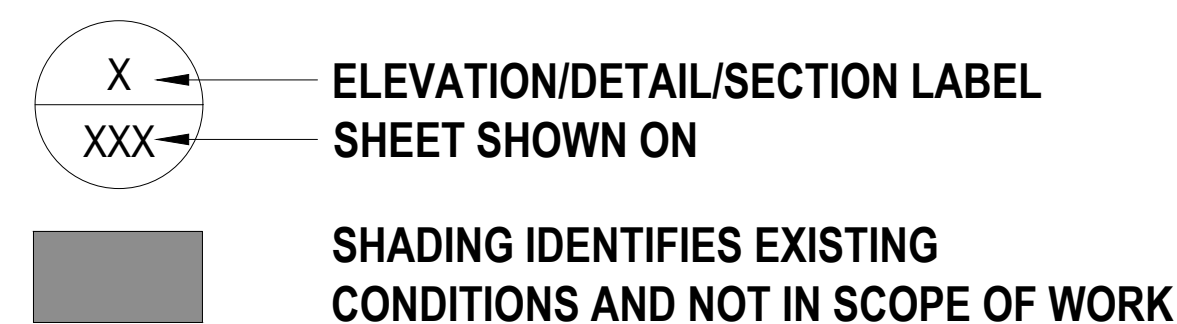 X
ELEVATION/DETAIL/SECTION LABEL
XXX
SHEET SHOWN ON
SHADING IDENTIFIES EXISTING
CONDITIONS AND NOT IN SCOPE OF WORK